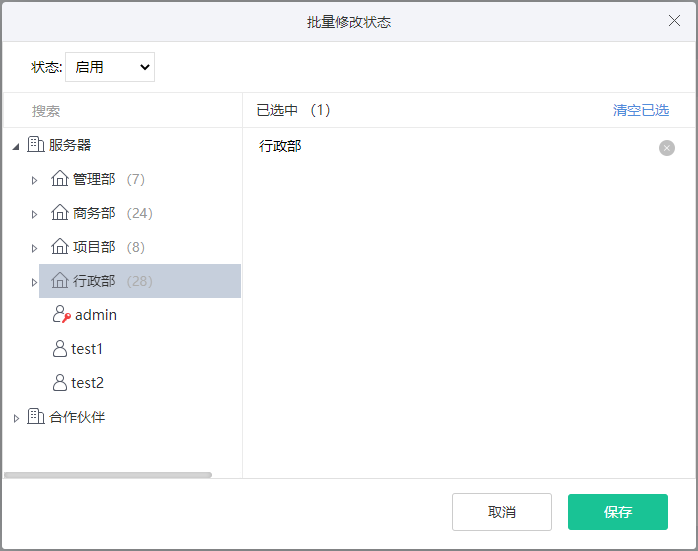 批量修改状态
状态: 启用
搜索
已选中 （1） 清空已选
服务器
管理部 (7)
商务部 (24)
项目部 (8)
行政部 (28)
admin
test1
test2
合作伙伴
行政部
取消 保存